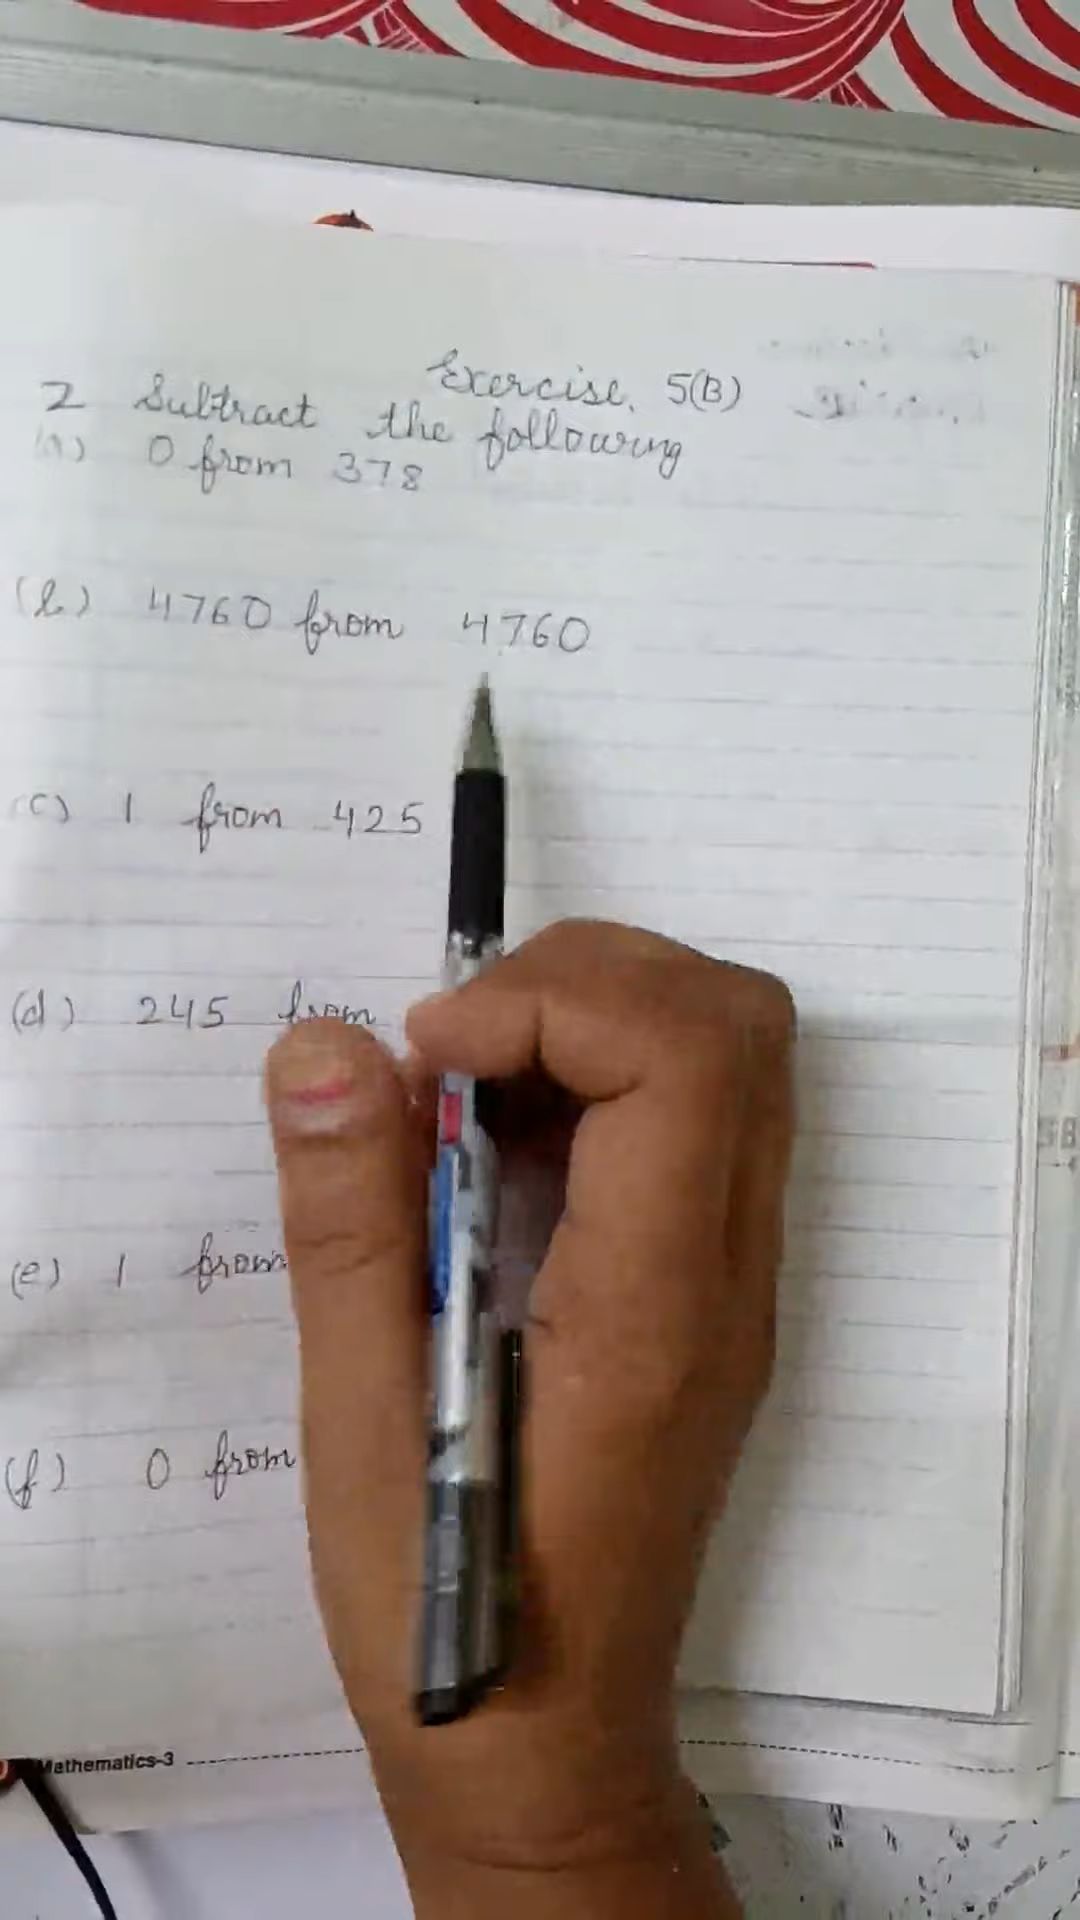 Exercise. 5(B)
2 Subtract the following
(a) 0 from 378
(b) 4760 from 4760
(c) 1 from 425
(d) 245 from
(e) 1 from
(f) 0 from
Mathematics-3